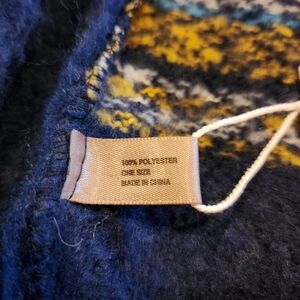 100% POLYESTER
ONE SIZE
MADE IN CHINA